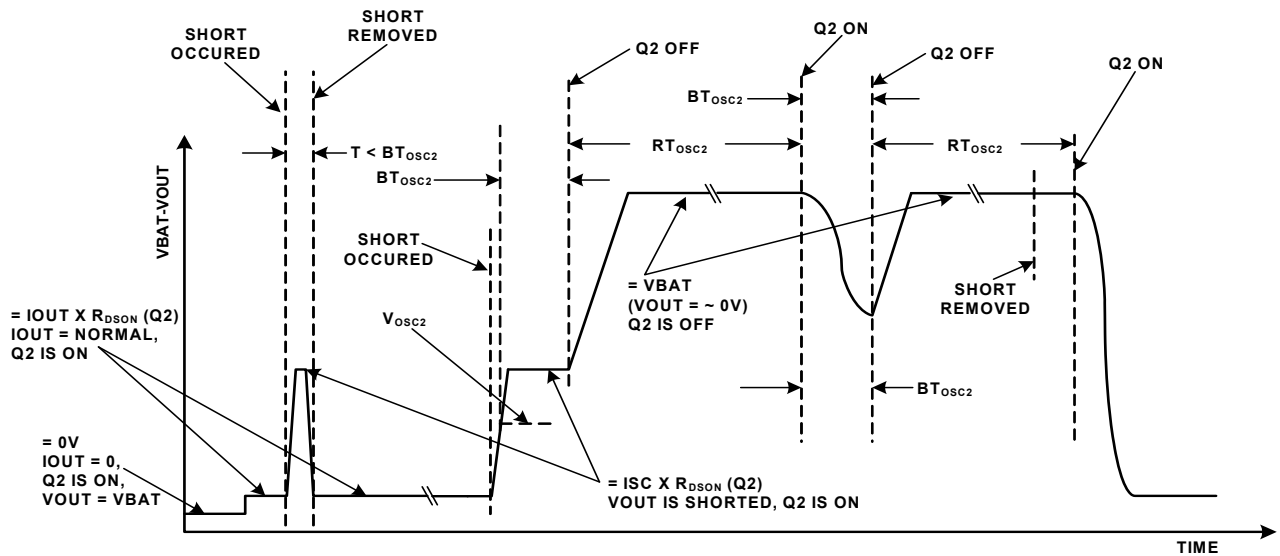 SHORT
OCCURED
SHORT
REMOVED
Q2 OFF
Q2 ON
Q2 OFF
Q2 ON
BTOSC2
RTOSC2
RTOSC2
T < BTOSC2
BTOSC2
VBAT-VOUT
SHORT
OCCURED
= VBAT
(VOUT = ~ 0V)
Q2 IS OFF
SHORT
REMOVED
= IOUT X RDSON (Q2)
IOUT = NORMAL,
Q2 IS ON
VOSC2
BTOSC2
= 0V
IOUT = 0,
Q2 IS ON,
VOUT = VBAT
= ISC X RDSON (Q2)
VOUT IS SHORTED, Q2 IS ON
TIME